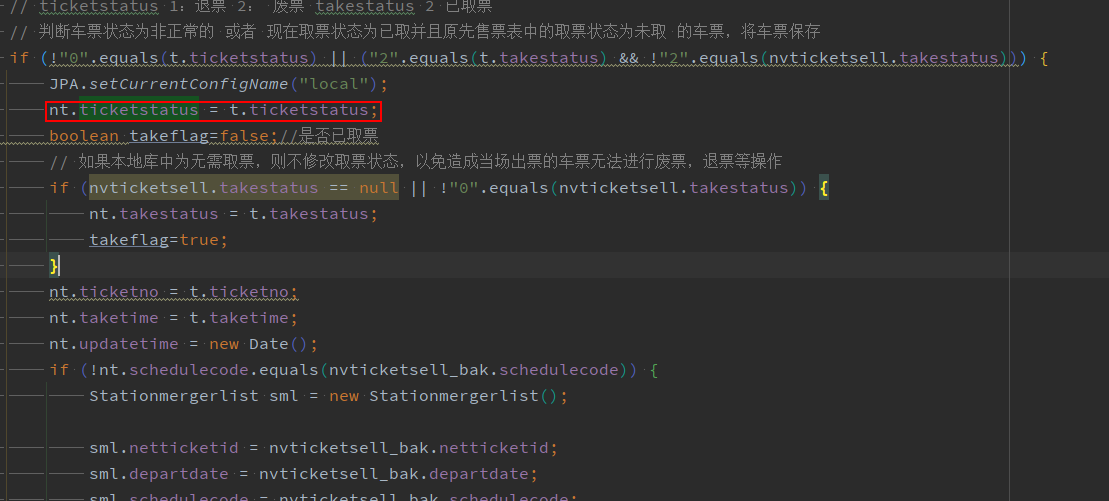 // ticketstatus 1：退票 2： 废票 takestatus 2 已取票
// 判断车票状态为非正常的 或者 现在取票状态为已取并且原先售票表中的取票状态为未取 的车票，将车票保存
if (!"0".equals(t.ticketstatus) || ("2".equals(t.takestatus) && !"2".equals(nvticketsell.takestatus))) {
JPA.setCurrentConfigName("local");
nt.ticketstatus = t.ticketstatus;
boolean takeflag=false;//是否已取票
// 如果本地库中为无需取票，则不修改取票状态，以免造成当场出票的车票无法进行废票，退票等操作
if (nvticketsell.takestatus == null || !"0".equals(nvticketsell.takestatus)) {
nt.takestatus = t.takestatus;
takeflag=true;
}
nt.ticketno = t.ticketno;
nt.taketime = t.taketime;
nt.updatetime = new Date();
if (!nt.schedulecode.equals(nvticketsell_bak.schedulecode)) {
Stationmergerlist sml = new Stationmergerlist();
sml.netticketid = nvticketsell_bak.netticketid;
sml.departdate = nvticketsell_bak.departdate;
sml.schedulecode = nvticketsell_bak.schedulecode;